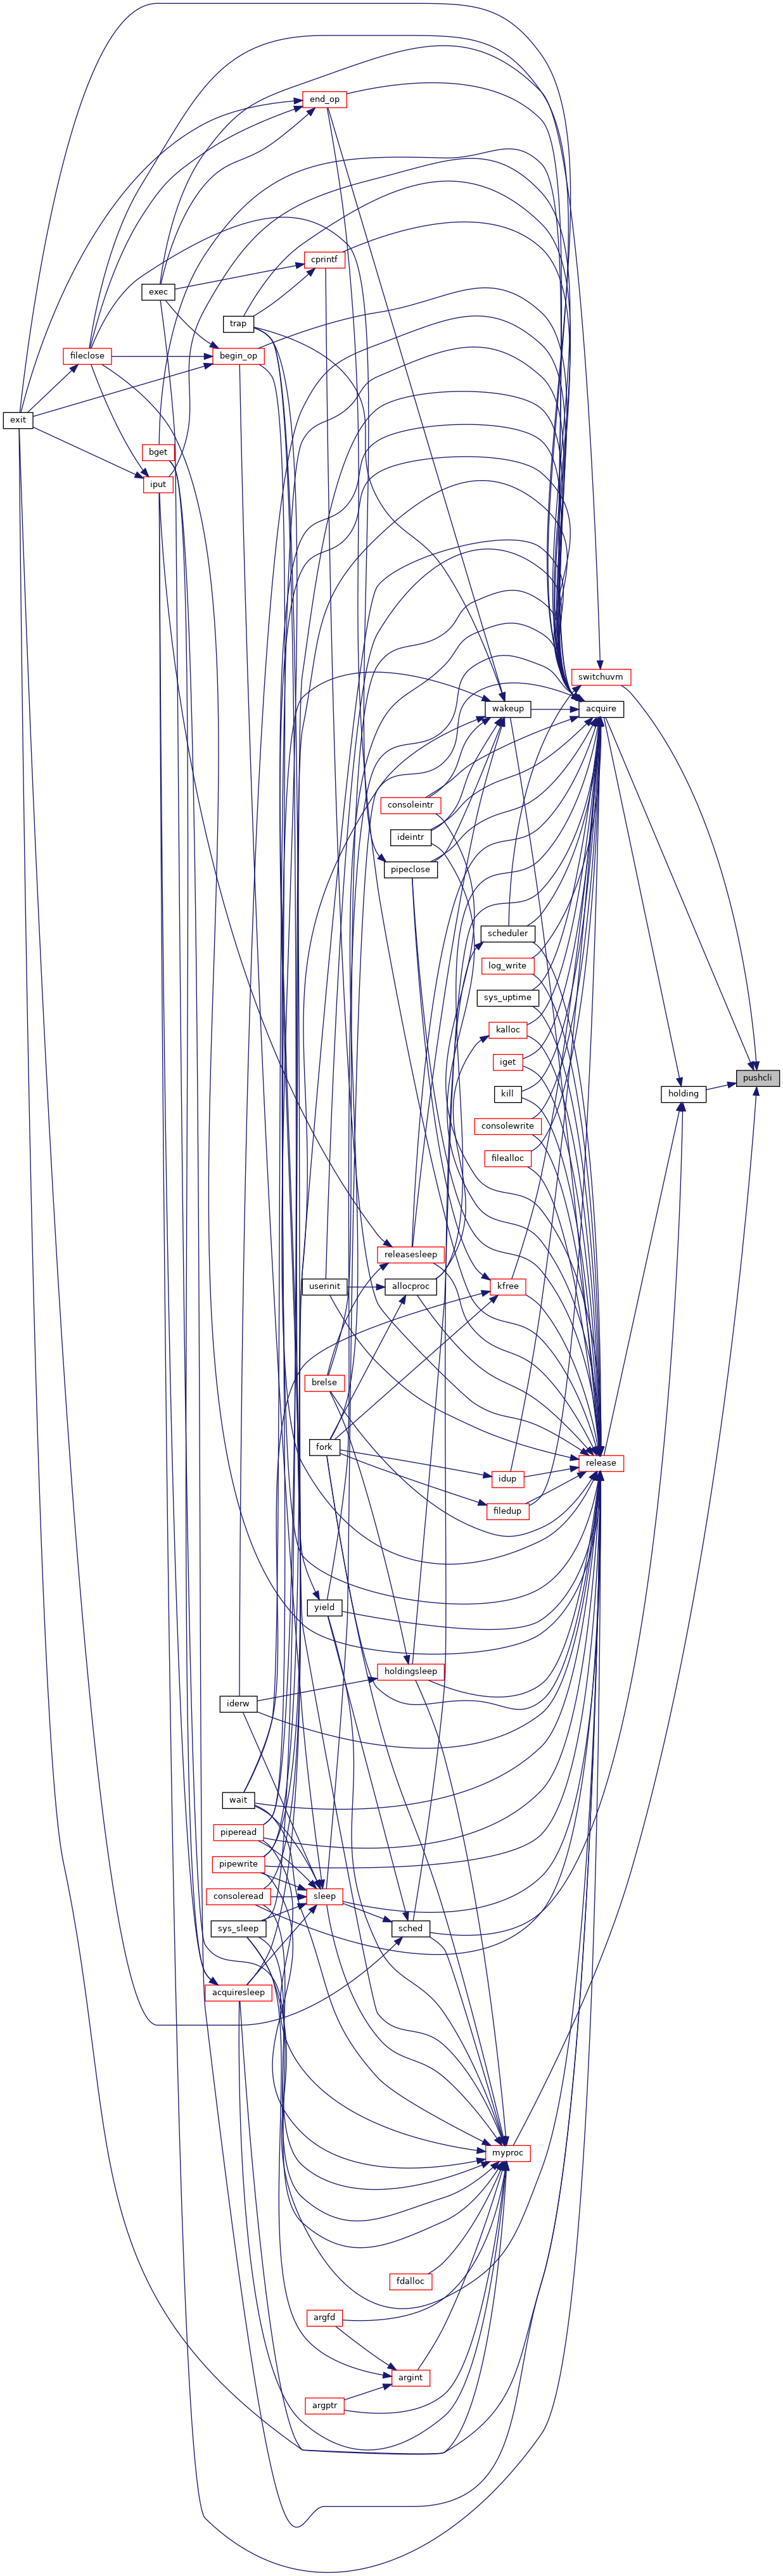 end_op
cprintf
exec
trap
fileclose
begin_op
exit
bget
iput
switchuvm
wakeup
acquire
consoleintr
ideintr
pipeclose
scheduler
log_write
sys_uptime
kalloc
iget
pushcli
kill
holding
consolewrite
filealloc
releasesleep
userinit
allocproc
kfree
brelse
fork
release
idup
filedup
yield
holdingsleep
iderw
wait
piperead
pipewrite
consoleread
sleep
sys_sleep
sched
acquiresleep
myproc
fdalloc
argfd
argint
argptr